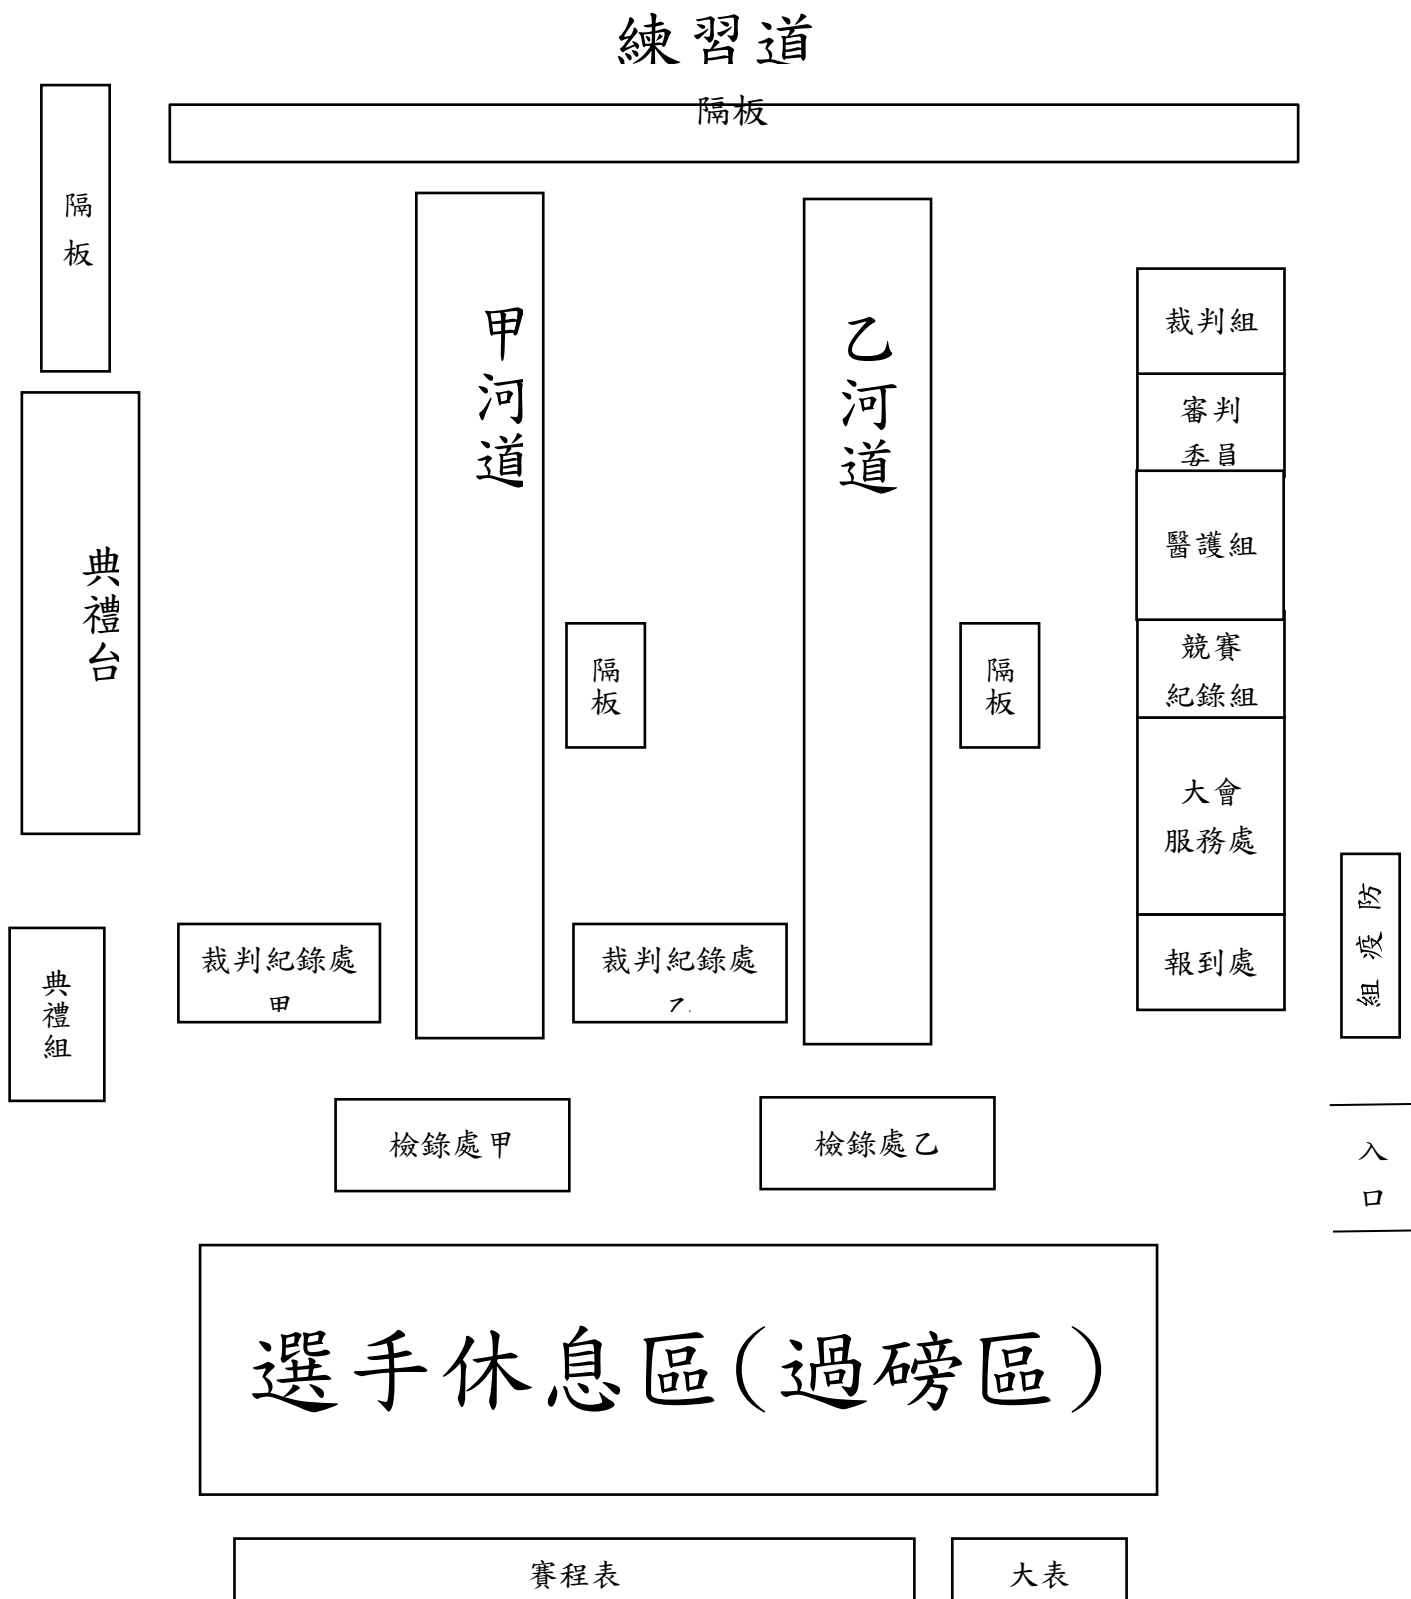 練習道
隔板
隔
板
甲河道
乙河道
裁判組
審判
委員
醫護組
競賽
紀錄組
大會
服務處
報到處
典禮台
隔板
隔板
防疫組
典禮組
裁判紀錄處
甲
裁判紀錄處
乙
檢錄處甲
檢錄處乙
入
口
選手休息區(過磅區)
賽程表
大表